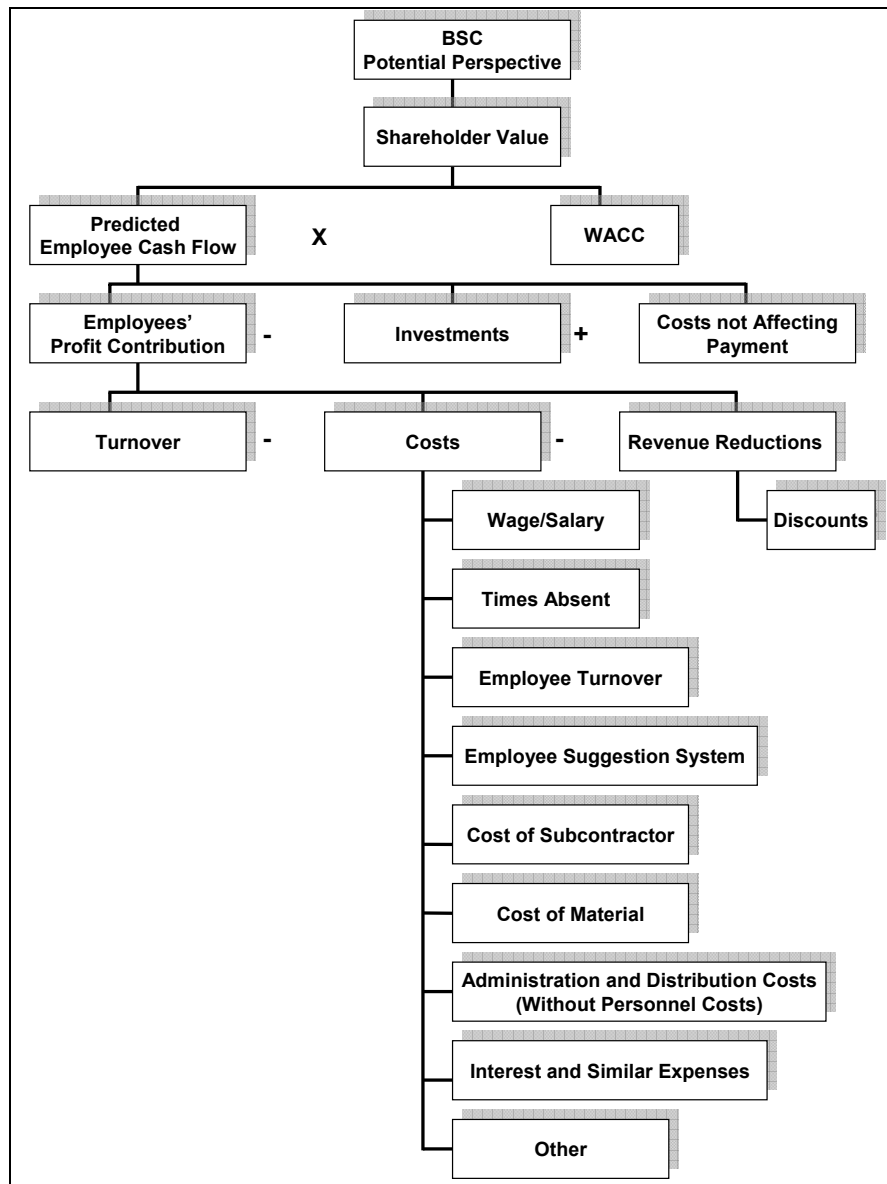 BSC
Potential Perspective
Shareholder Value
Predicted
Employee Cash Flow
X
WACC
Employees’
Profit Contribution
-
Investments
+
Costs not Affecting
Payment
Turnover
-
Costs
-
Revenue Reductions
Wage/Salary
Discounts
Times Absent
Employee Turnover
Employee Suggestion System
Cost of Subcontractor
Cost of Material
Administration and Distribution Costs
(Without Personnel Costs)
Interest and Similar Expenses
Other